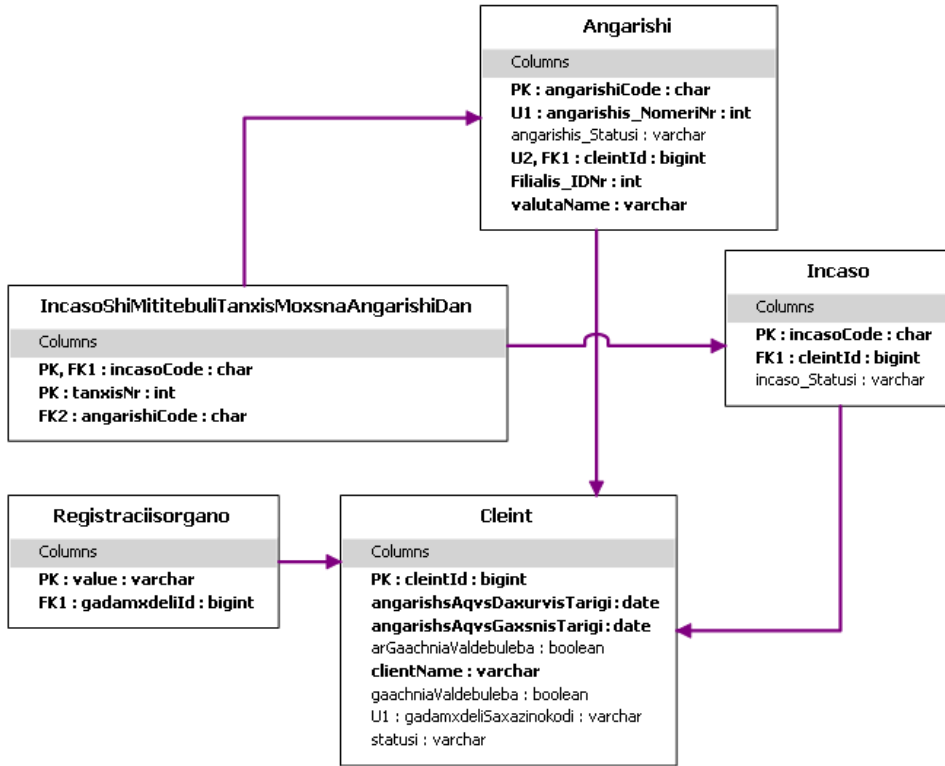 Angarishi
Columns
PK : angarishiCode : char
U1 : angarishis_NomeriNr : int
angarishis_Statusi : varchar
U2, FK1 : cleintId : bigint
Filialis_IDNr : int
valutaName : varchar
Incaso
Columns
PK : incasoCode : char
FK1 : cleintId : bigint
incaso_Statusi : varchar
IncasoShiMititebuliTanxisMoxsnaAngarishiDan
Columns
PK, FK1 : incasoCode : char
PK : tanxisNr : int
FK2 : angarishiCode : char
Registraciisorgano
Columns
PK : value : varchar
FK1 : gadamxdeliId : bigint
Cleint
Columns
PK : cleintId : bigint
angarishsAqvsDaxurvisTarigi : date
angarishsAqvsGaxsnisTarigi : date
arGaachniaValdebuleba : boolean
clientName : varchar
gaachniaValdebuleba : boolean
U1 : gadamxdeliSaxazinokodi : varchar
statusi : varchar